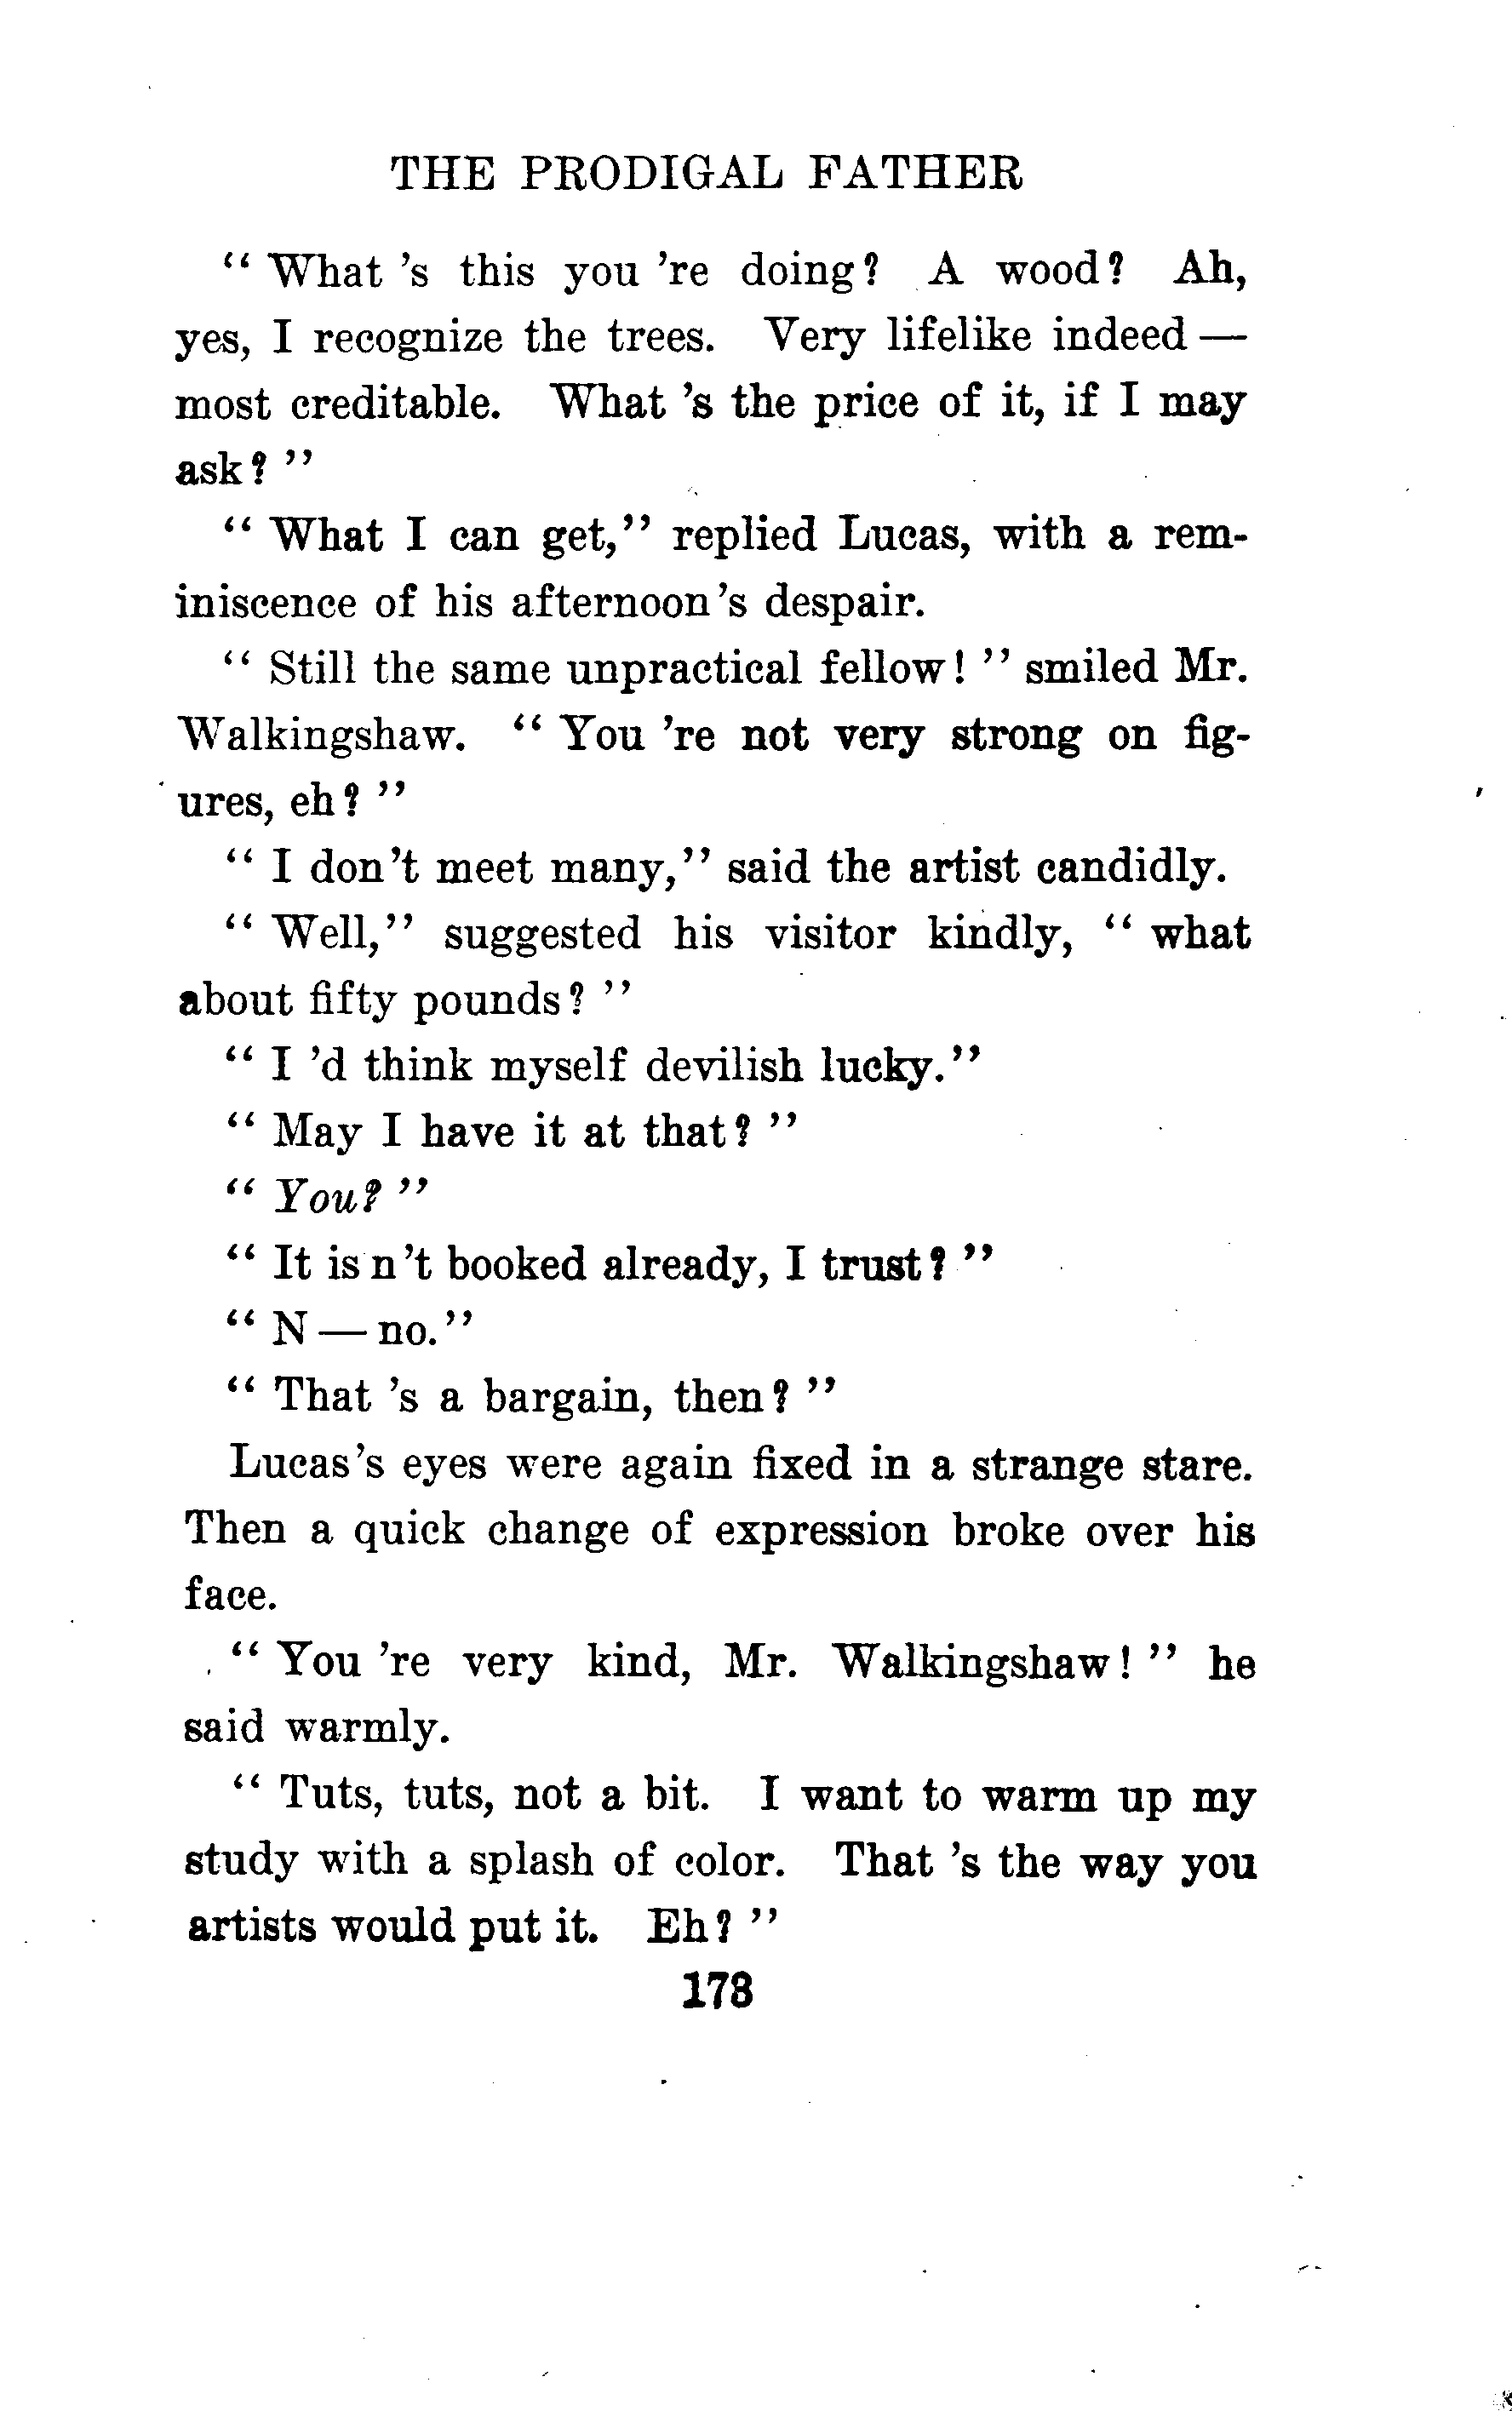 THE PRODIGAL FATHER
" What 's this you 're doing? A wood? Ah,
yes, I recognize the trees. Very lifelike indeed —
most creditable. What 's the price of it, if I may
ask? "
" What I can get," replied Lucas, with a rem-
iniscence of his afternoon's despair.
" Still the same unpractical fellow! " smiled Mr.
Walkingshaw. " You 're not very strong on fig-
ures, eh? "
" I don't meet many," said the artist candidly.
" Well," suggested his visitor kindly, " what
about fifty pounds? "
" I 'd think myself devilish lucky."
" May I have it at that? "
" You? "
" It is n't booked already, I trust? "
" N — no."
" That 's a bargain, then? "
Lucas's eyes were again fixed in a strange stare.
Then a quick change of expression broke over his
face.
" You 're very kind, Mr. Walkingshaw! " he
said warmly.
" Tuts, tuts, not a bit. I want to warm up my
study with a splash of color. That 's the way you
artists would put it. Eh? "
178